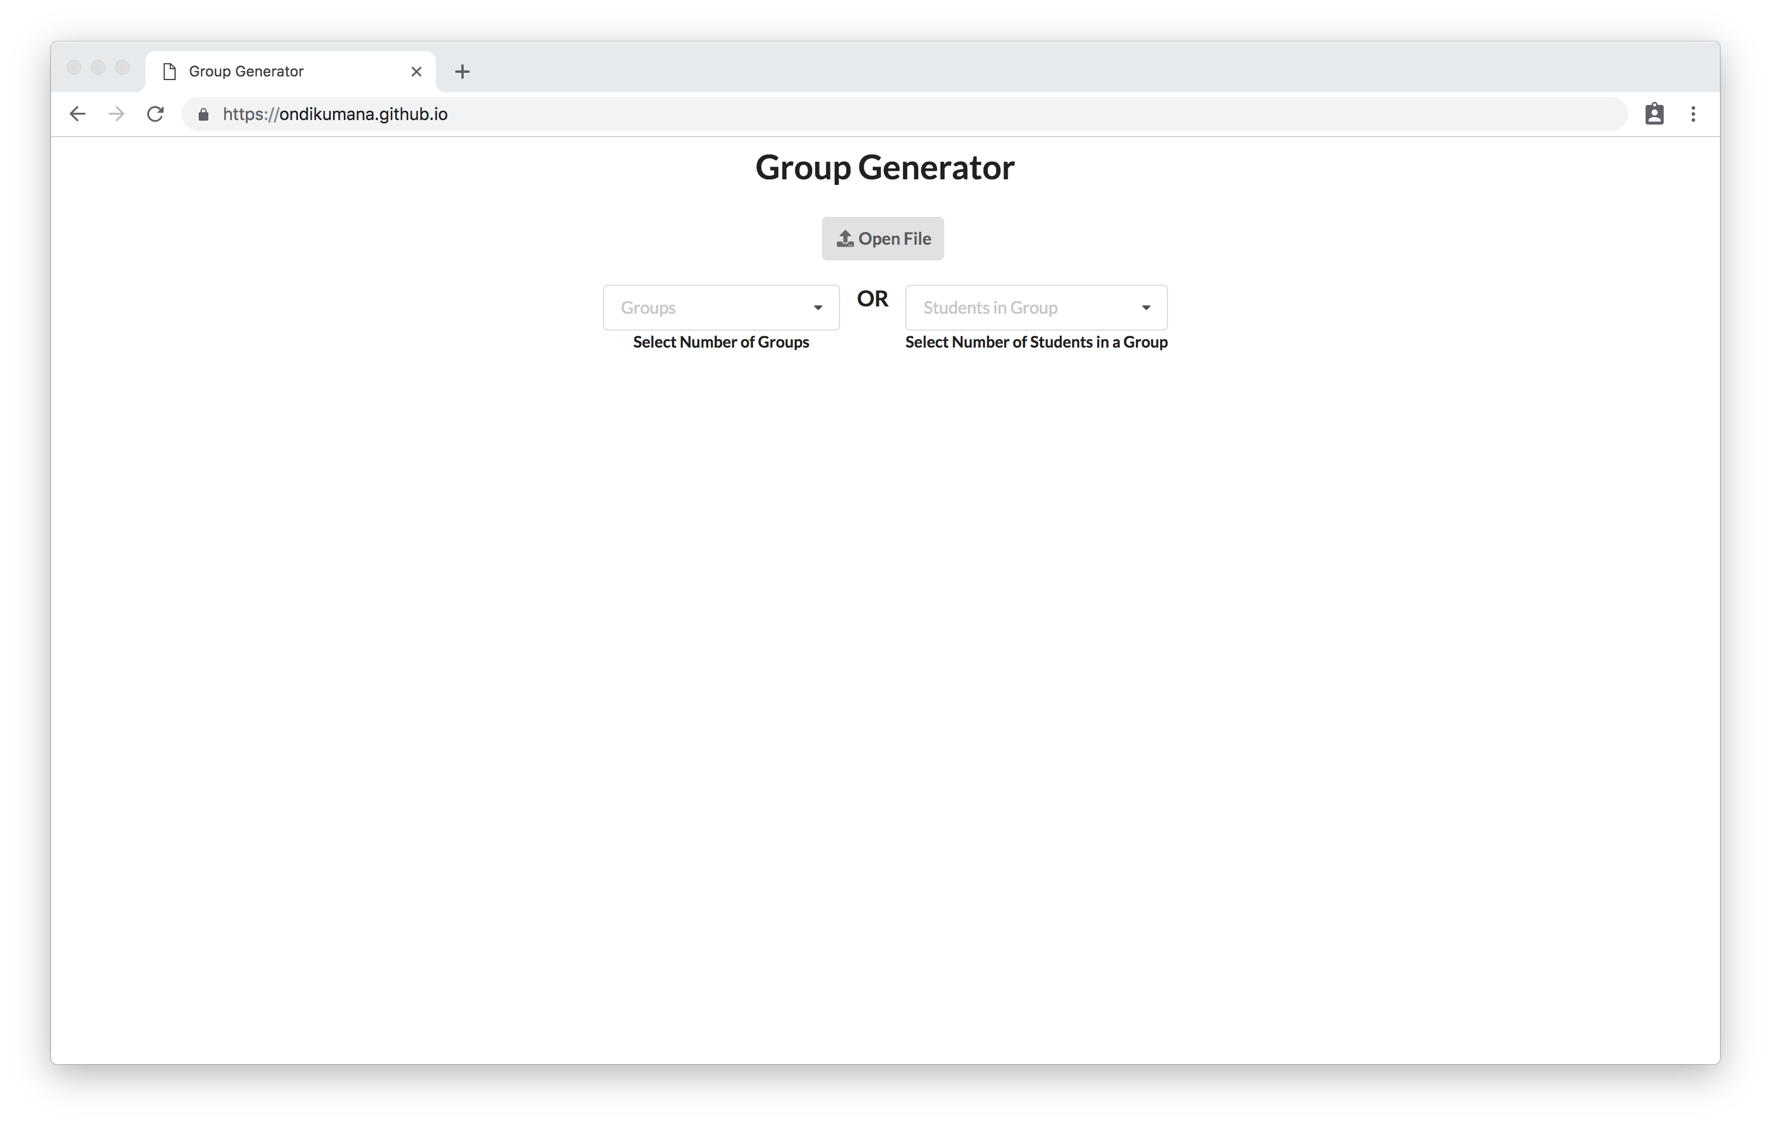 Group Generator
https://ondikumana.github.io
Group Generator
Open File
Groups
OR
Students in Group
Select Number of Groups
Select Number of Students in a Group